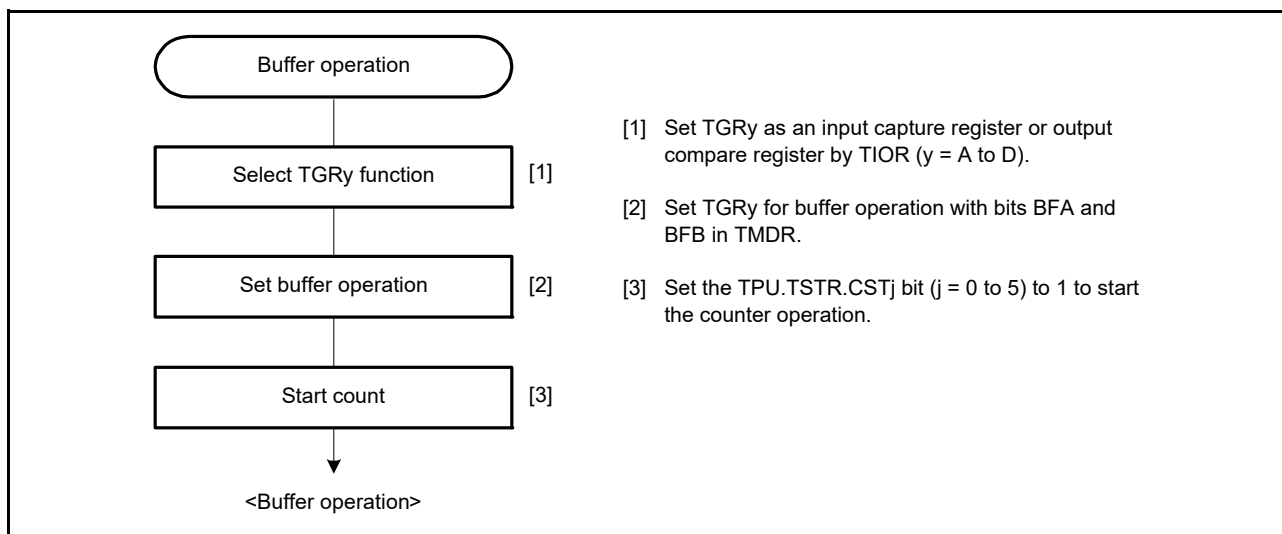 Buffer operation
Select TGRy function
[1]
Set buffer operation
[2]
Start count
[3]
<Buffer operation>
[1] Set TGRy as an input capture register or output
compare register by TIOR (y = A to D).
[2] Set TGRy for buffer operation with bits BFA and
BFB in TMDR.
[3] Set the TPU.TSTR.CSTj bit (j = 0 to 5) to 1 to start
the counter operation.